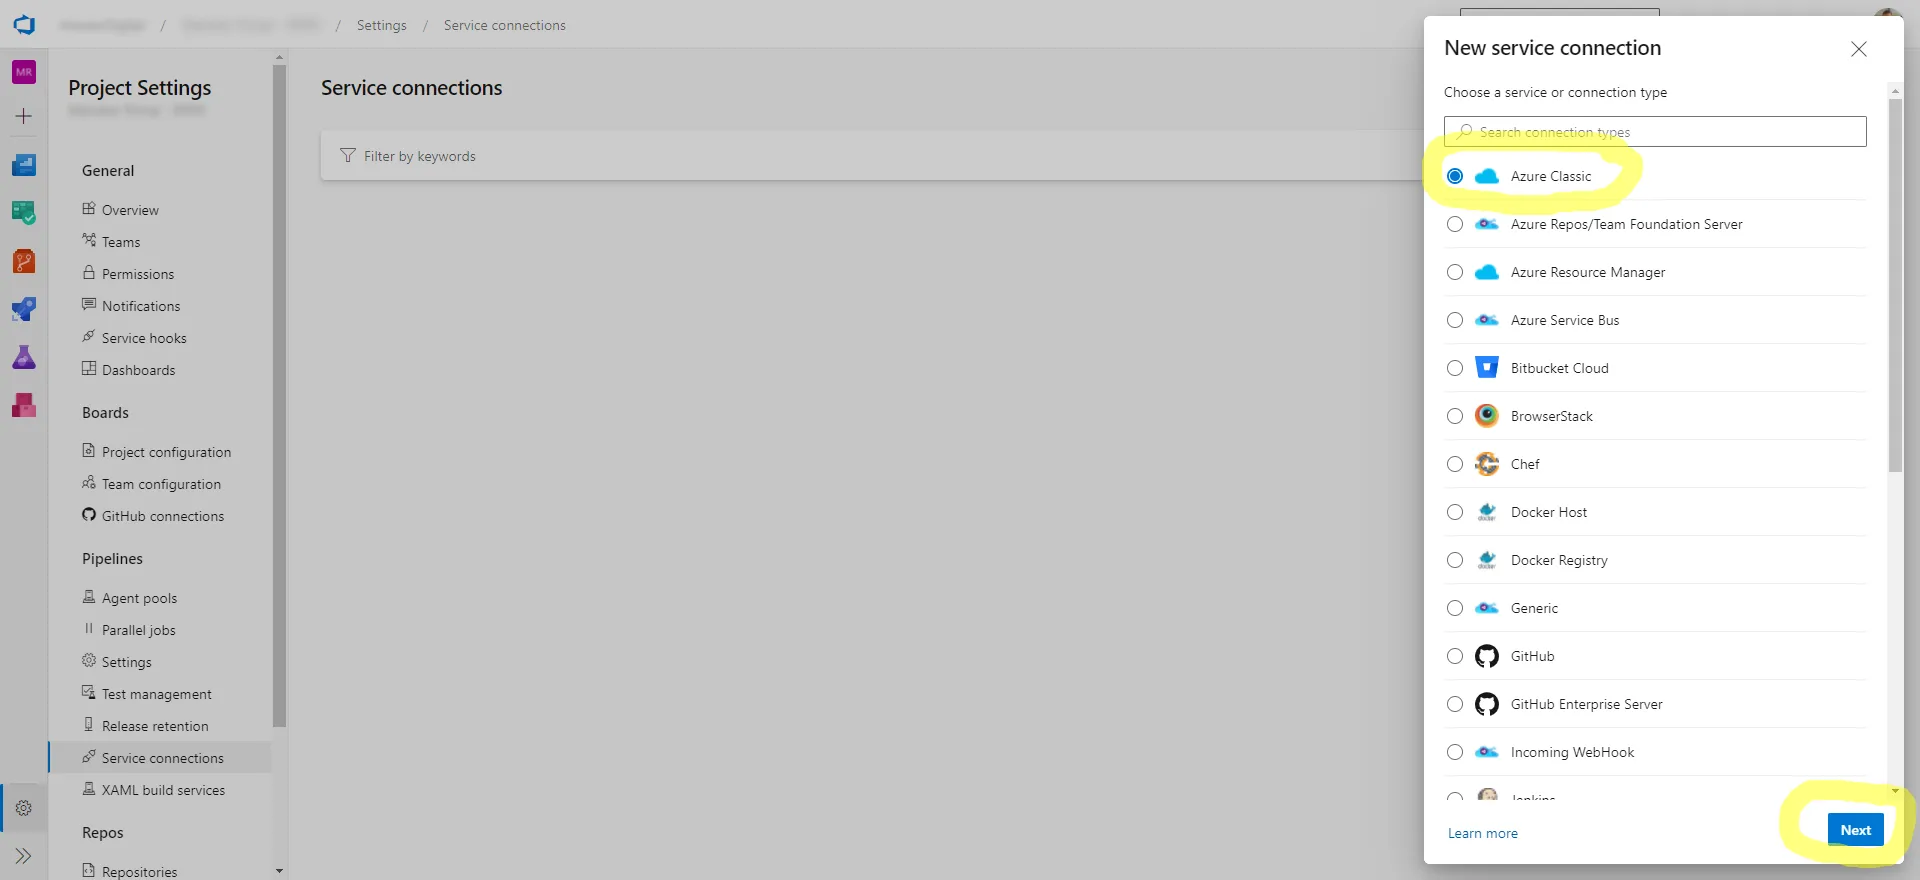 / / Settings / Service connections
MR
Project Settings
General
Overview
Teams
Permissions
Notifications
Service hooks
Dashboards
Boards
Project configuration
Team configuration
GitHub connections
Pipelines
Agent pools
Parallel jobs
Settings
Test management
Release retention
Service connections
XAML build services
Repos
Repositories
Service connections
Filter by keywords
New service connection
Choose a service or connection type
Search connection types
Azure Classic
Azure Repos/Team Foundation Server
Azure Resource Manager
Azure Service Bus
Bitbucket Cloud
BrowserStack
Chef
Docker Host
Docker Registry
Generic
GitHub
GitHub Enterprise Server
Incoming WebHook
Jenkins
Learn more
Next